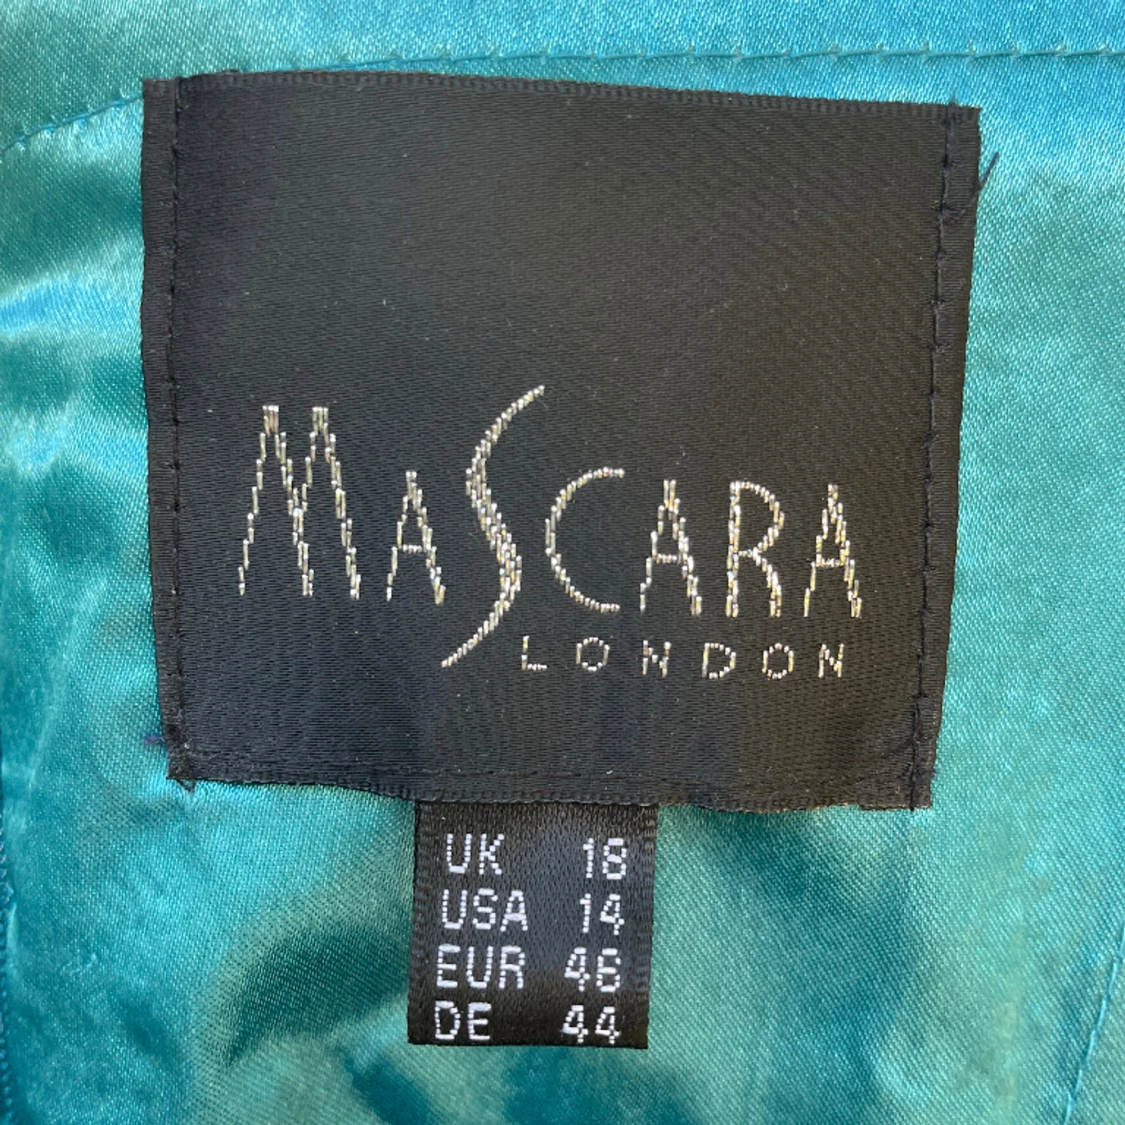 MASCARA
LONDON
UK 18
USA 14
EUR 46
DE 44